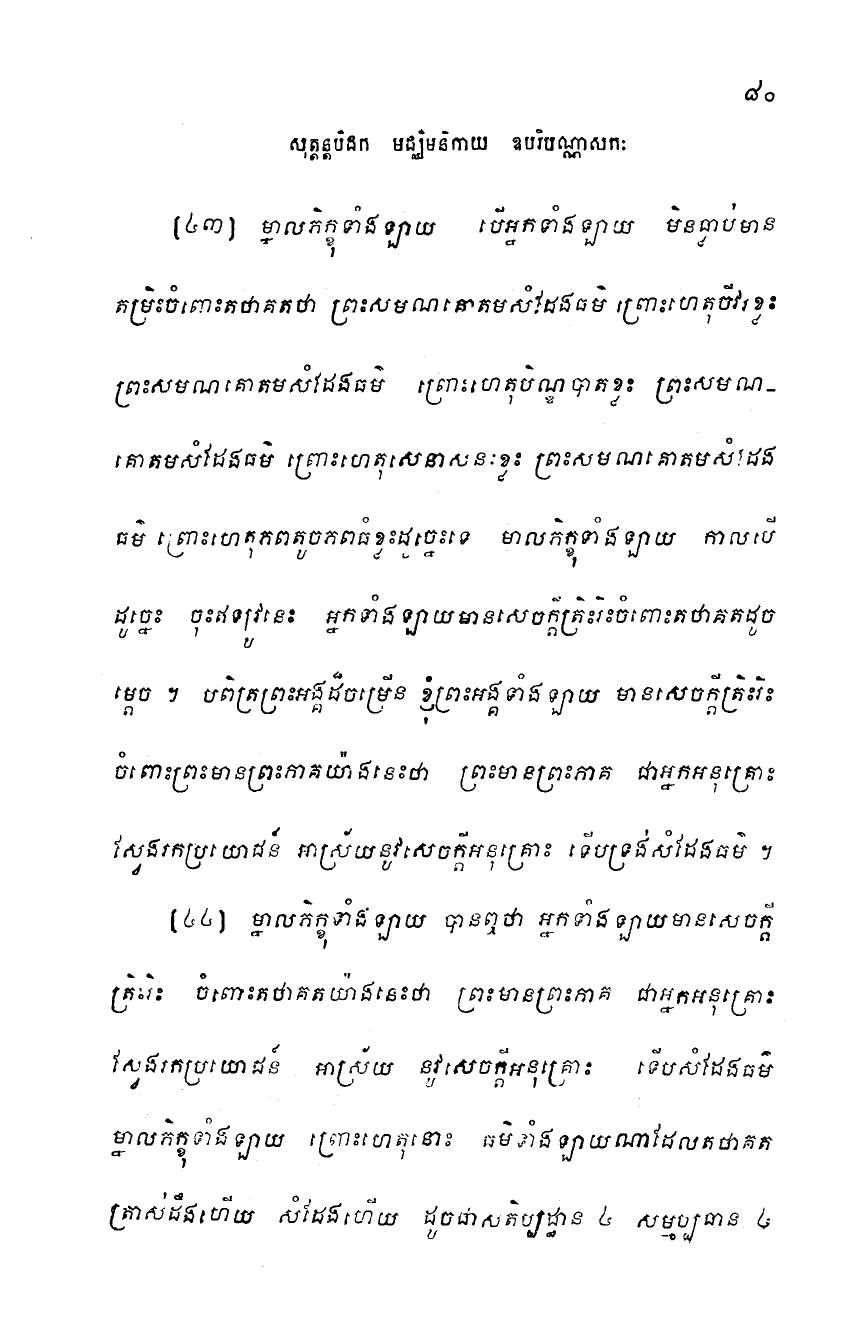 ៨០
សុត្តន្តបិដក មជ្ឈិមនិកាយ ឧបរិបណ្ណាសកៈ
(៤៣) ម្នាលភិក្ខុទាំងឡាយ បើអ្នកទាំងឡាយ មិនធ្លាប់មាន
តម្រិះចំពោះតថាគតថា ព្រះសមណគោតមសំដែងធម៌ ព្រោះហេតុចីវរខ្លះ
ព្រះសមណគោតមសំដែងធម៌ ព្រោះហេតុបិណ្ឌបាតខ្លះ ព្រះសមណ-
គោតមសំដែងធម៌ ព្រោះហេតុសេនាសនៈខ្លះ ព្រះសមណគោតមសំដែង
ធម៌ ព្រោះហេតុភពតូចភពធំខ្លះដូច្នេះទេ មាលភិក្ខុទាំងឡាយ កាលបើ
ដូច្នេះ ចុះឥឡូវនេះ អ្នកទាំងឡាយមានសេចក្តីត្រិះរិះចំពោះតថាគតដូច
ម្តេច ។ បពិត្រព្រះអង្គដ៏ចម្រើន ខ្ញុំព្រះអង្គទាំងឡាយ មានសេចក្តីត្រិះរិះ
ចំពោះព្រះមានព្រះភាគយ៉ាងនេះថា ព្រះមានព្រះភាគ ជាអ្នកអនុគ្រោះ
ស្វែងរកប្រយោជន៍ អាស្រ័យនូវសេចក្តីអនុគ្រោះ ទើបទ្រង់សំដែងធម៌ ។
(៤៤) ម្នាលភិក្ខុទាំងឡាយ បានឮថា អ្នកទាំងឡាយមានសេចក្តី
ត្រិះរិះ ចំពោះតថាគតយ៉ាងនេះថា ព្រះមានព្រះភាគ ជាអ្នកអនុគ្រោះ
ស្វែងរកប្រយោជន៍ អាស្រ័យ នូវសេចក្តីអនុគ្រោះ ទើបសំដែងធម៌
ម្នាលភិក្ខុទាំងឡាយ ព្រោះហេតុនោះ ធម៌ទាំងឡាយណាដែលតថាគត
ត្រាស់ដឹងហើយ សំដែងហើយ ដូចជាសតិប្បដ្ឋាន ៤ សម្មប្បធាន ៤